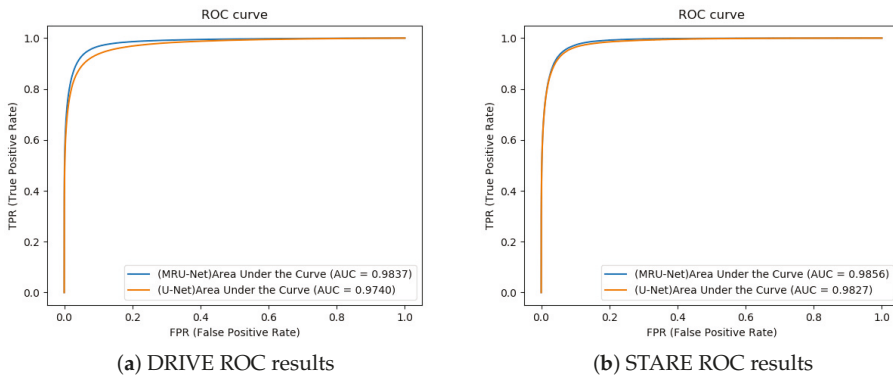 ROC curve
1.0
0.8
0.6
0.4
0.2
0.0
TPR (True Positive Rate)
(MRU-Net)Area Under the Curve (AUC = 0.9837)
(U-Net)Area Under the Curve (AUC = 0.9740)
0.0 0.2 0.4 0.6 0.8 1.0
FPR (False Positive Rate)
(a) DRIVE ROC results
ROC curve
1.0
0.8
0.6
0.4
0.2
0.0
TPR (True Positive Rate)
(MRU-Net)Area Under the Curve (AUC = 0.9856)
(U-Net)Area Under the Curve (AUC = 0.9827)
0.0 0.2 0.4 0.6 0.8 1.0
FPR (False Positive Rate)
(b) STARE ROC results